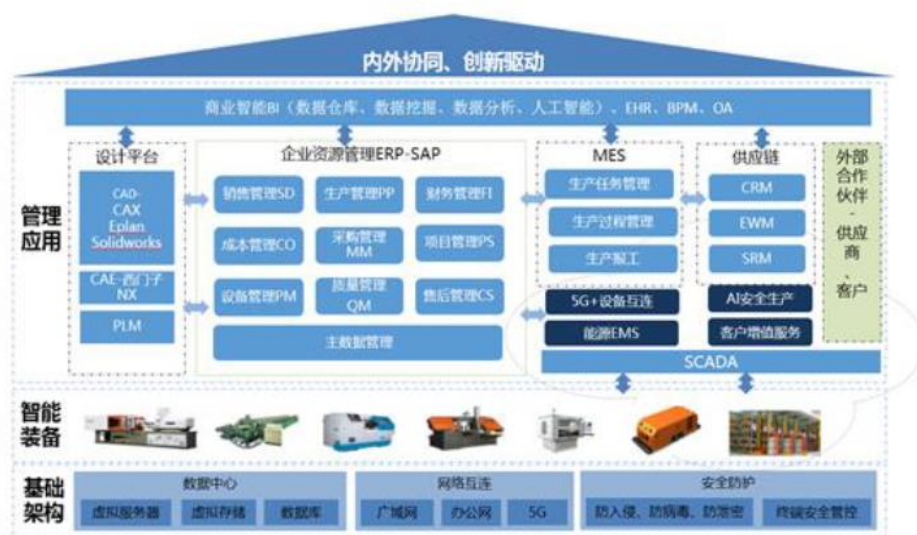 内外协同、创新驱动
商业智能BI（数据仓库、数据挖掘、数据分析、人工智能）、EHR、BPM、OA
管理
应用
设计平台
CAD-
CAX
Eplan
Solidworks
CAE-西门子
NX
PLM
企业资源管理ERP-SAP
销售管理SD
生产管理PP
财务管理FI
成本管理CO
采购管理
MM
项目管理PS
设备管理PM
质量管理
QM
售后管理CS
主数据管理
MES
生产任务管理
生产过程管理
生产报工
供应链
CRM
EWM
SRM
5G+设备互连
AI安全生产
能源EMS
客户增值服务
SCADA
外部
合作
伙伴
-
供应
商
、
客户
智能
装备
基础
架构
数据中心
虚拟服务器
虚拟存储
数据库
网络互连
广域网
办公网
5G
安全防护
防入侵、防病毒、防泄密
终端安全管控